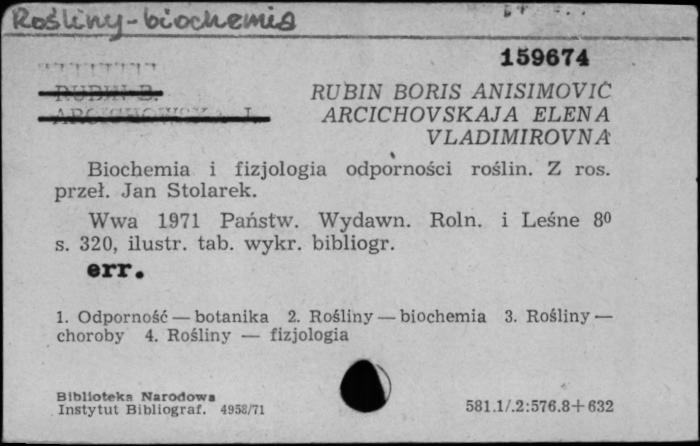 Rośliny-biochemia
159674
RUBIN B.
RUBIN BORIS ANISIMOVIČ
ARCICHOWSKA J.
ARCICHOVSKAJA ELENA
VLADIMIROVNA
Biochemia i fizjologia odporności roślin. Z ros.
przeł. Jan Stolarek.
Wwa 1971 Państw. Wydawn. Roln. i Leśne 8⁰
s. 320, ilustr. tab. wykr. bibliogr.
err.
1. Odporność — botanika 2. Rośliny — biochemia 3. Rośliny —
choroby 4. Rośliny — fizjologia
Biblioteka Narodowa
Instytut Bibliograf. 4958/71
581.1/.2:576.8+632